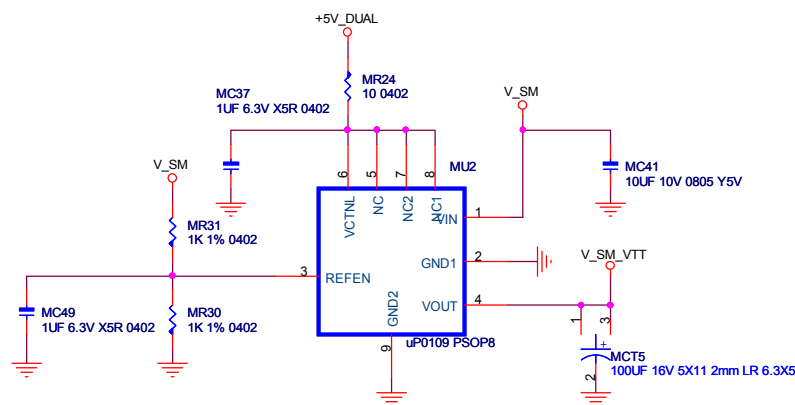 +5V_DUAL
MR24
10 0402
MC37
1UF 6.3V X5R 0402
V_SM
MC41
10UF 10V 0805 Y5V
MU2
6
5
7
8
VCTNL
NC
NC2
NC1
VIN
1
V_SM
MR31
1K 1% 0402
GND1
2
V_SM_VTT
3
REFEN
VOUT
4
GND2
MC49
1UF 6.3V X5R 0402
MR30
1K 1% 0402
9
uP0109 PSOP8
1
3
+
MCT5
100UF 16V 5X11 2mm LR 6.3X5
2